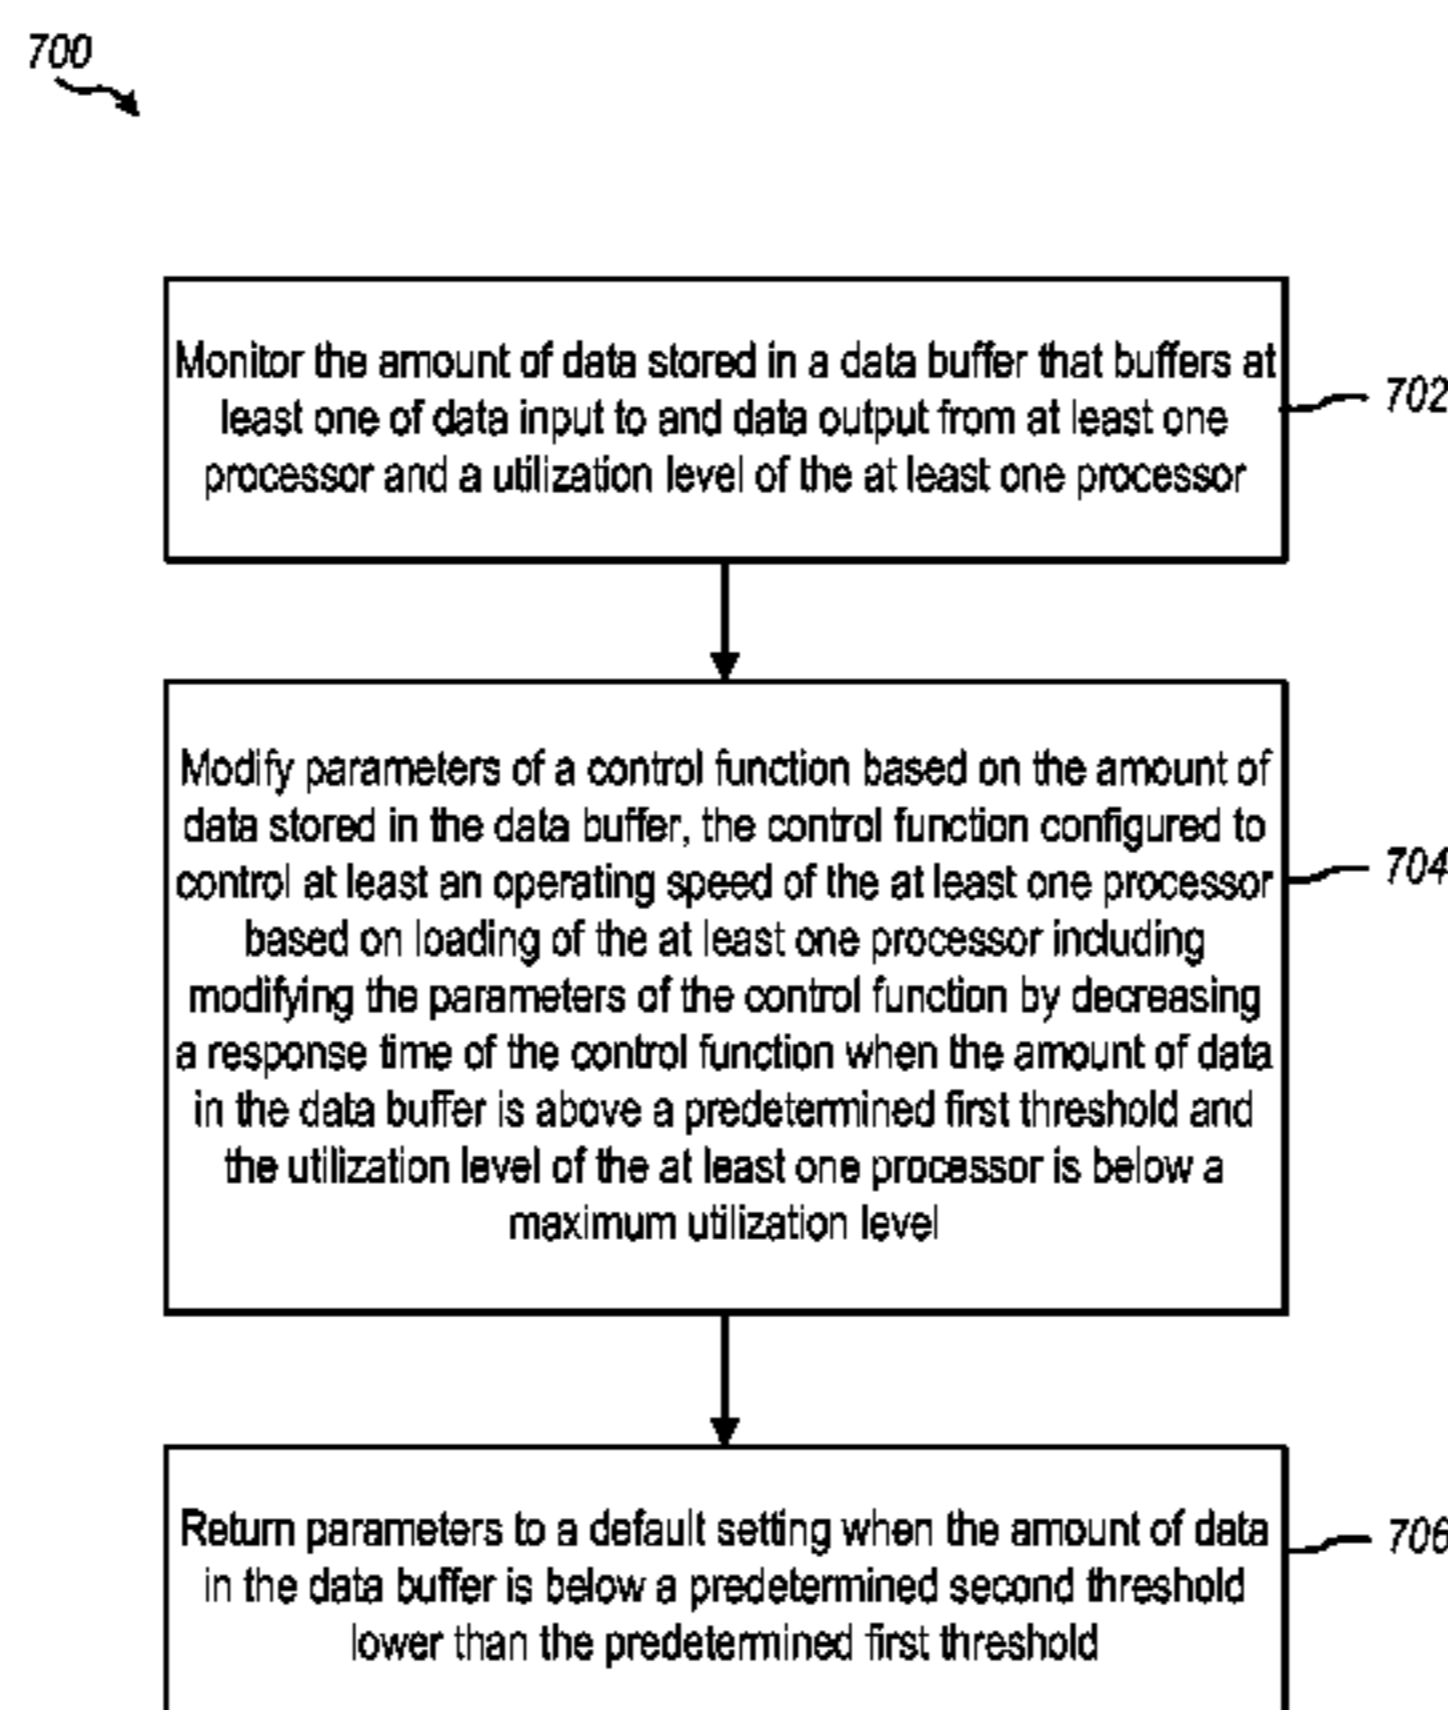 700
Monitor the amount of data stored in a data buffer that buffers at
least one of data input to and data output from at least one
processor and a utilization level of the at least one processor
702
Modify parameters of a control function based on the amount of
data stored in the data buffer, the control function configured to
control at least an operating speed of the at least one processor
based on loading of the at least one processor including
modifying the parameters of the control function by decreasing
a response time of the control function when the amount of data
in the data buffer is above a predetermined first threshold and
the utilization level of the at least one processor is below a
maximum utilization level
704
Return parameters to a default setting when the amount of data
in the data buffer is below a predetermined second threshold
lower than the predetermined first threshold
706